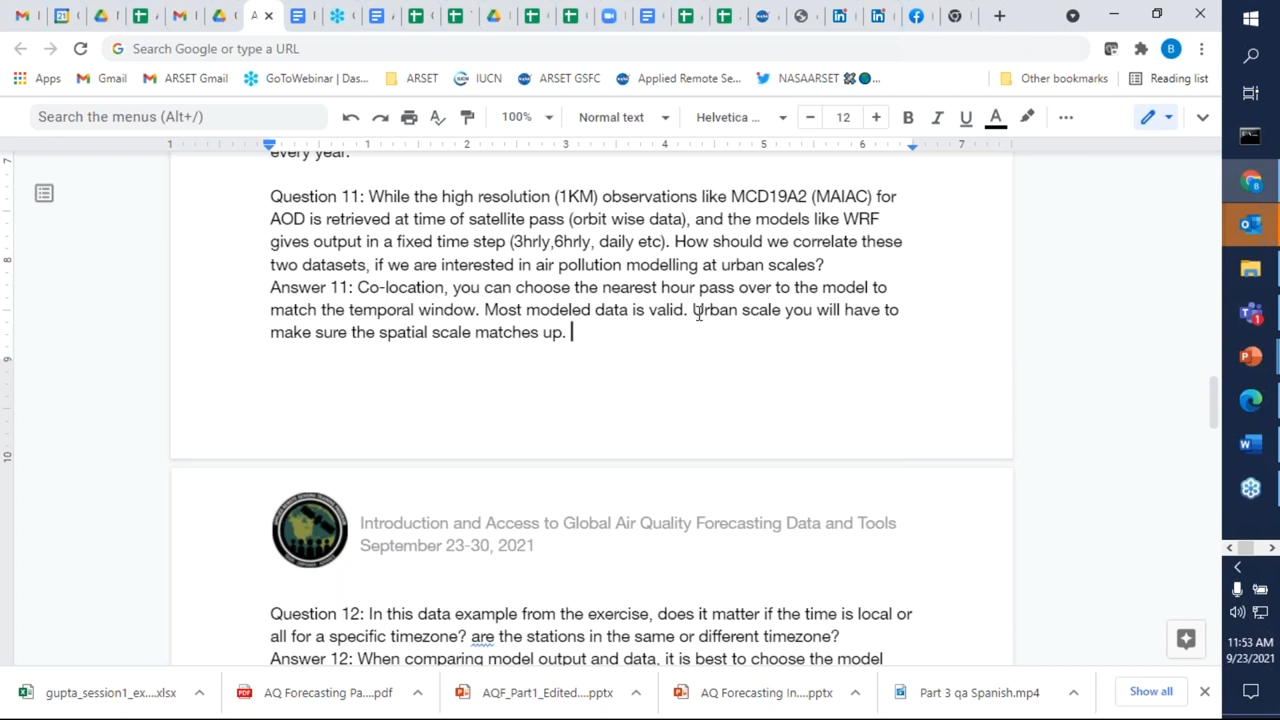 Search Google or type a URL
Apps
Gmail
ARSET Gmail
GoToWebinar | Das...
ARSET
IUCN
ARSET GSFC
Applied Remote Se...
NASAARSET
Other bookmarks
Reading list
Search the menus (Alt+/)
100%
Normal text
Helvetica ...
12
every year.
Question 11: While the high resolution (1KM) observations like MCD19A2 (MAIAC) for
AOD is retrieved at time of satellite pass (orbit wise data), and the models like WRF
gives output in a fixed time step (3hrly,6hrly, daily etc). How should we correlate these
two datasets, if we are interested in air pollution modelling at urban scales?
Answer 11: Co-location, you can choose the nearest hour pass over to the model to
match the temporal window. Most modeled data is valid. Urban scale you will have to
make sure the spatial scale matches up.
Introduction and Access to Global Air Quality Forecasting Data and Tools
September 23-30, 2021
Question 12: In this data example from the exercise, does it matter if the time is local or
all for a specific timezone? are the stations in the same or different timezone?
Answer 12: When comparing model output and data, it is best to choose the model
gupta_session1_ex....xlsx
AQ Forecasting Pa....pdf
AQF_Part1_Edited....pptx
AQ Forecasting In....pptx
Part 3 qa Spanish.mp4
Show all
11:53 AM
9/23/2021